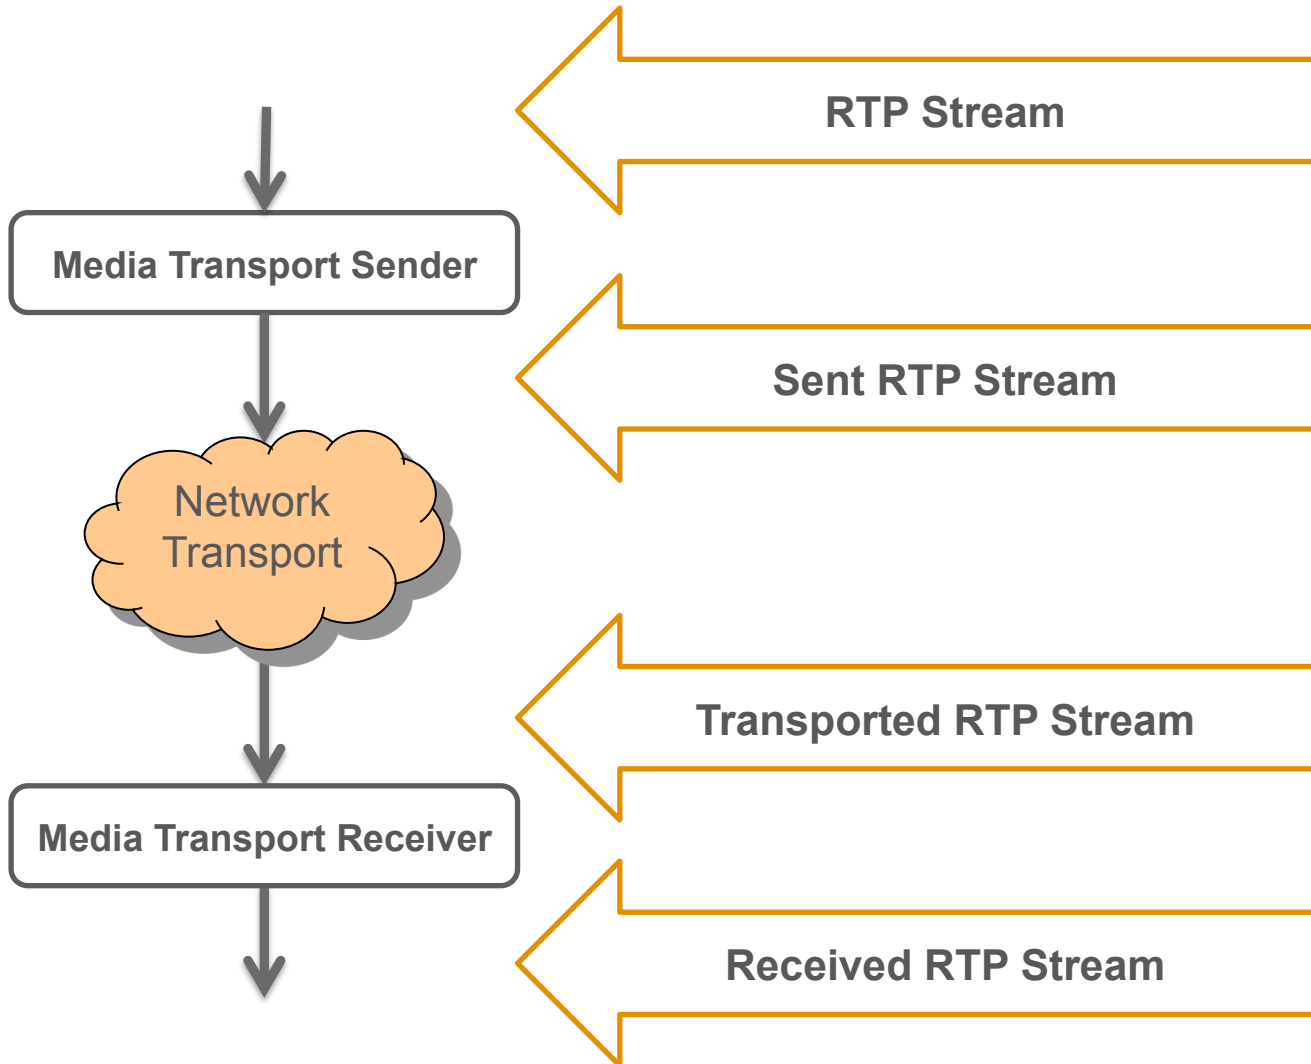 RTP Stream
Media Transport Sender
Sent RTP Stream
Network
Transport
Transported RTP Stream
Media Transport Receiver
Received RTP Stream